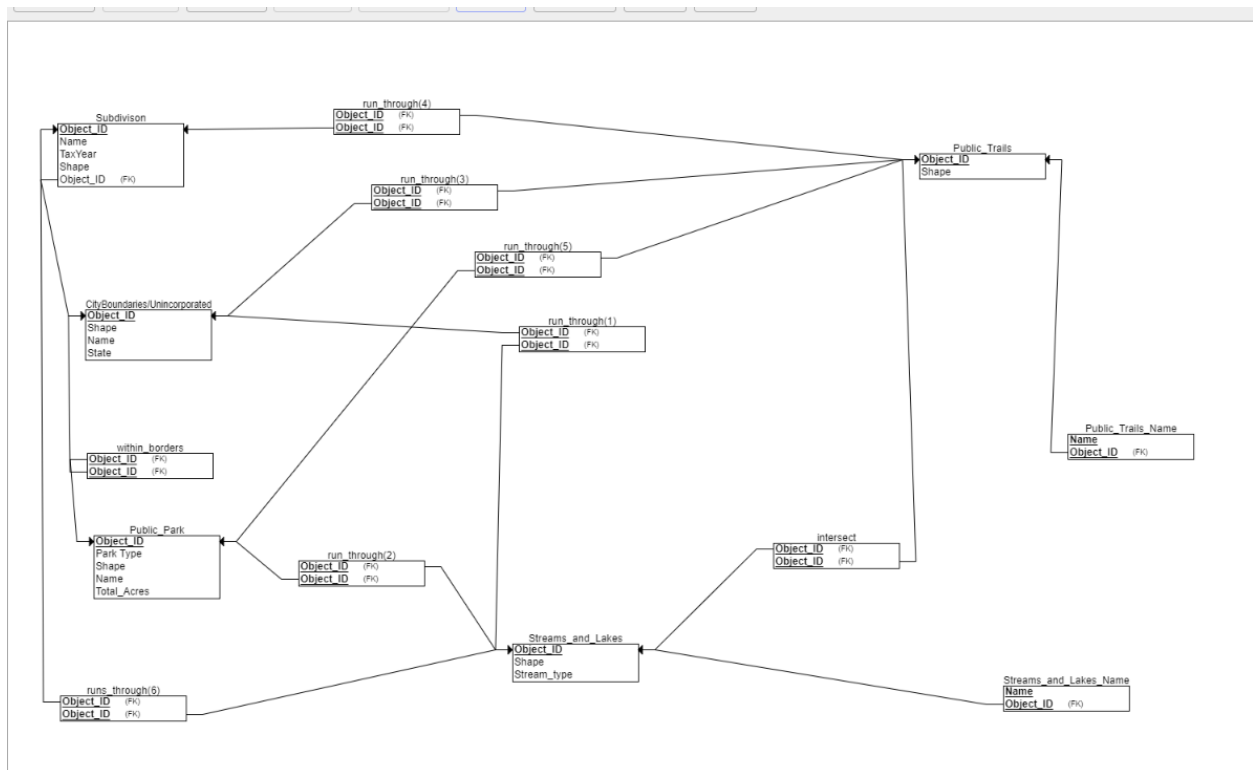 run_through(4)
Object_ID (FK)
Object_ID (FK)
Subdivison
Object_ID
Name
TaxYear
Shape
Object_ID (FK)
Public_Trails
Object_ID
Shape
run_through(3)
Object_ID (FK)
Object_ID (FK)
run_through(5)
Object_ID (FK)
Object_ID (FK)
CityBoundaries/Unincorporated
Object_ID
Shape
Name
State
run_through(1)
Object_ID (FK)
Object_ID (FK)
Public_Trails_Name
Name
Object_ID (FK)
within_borders
Object_ID (FK)
Object_ID (FK)
Public_Park
Object_ID
Park Type
Shape
Name
Total_Acres
run_through(2)
Object_ID (FK)
Object_ID (FK)
intersect
Object_ID (FK)
Object_ID (FK)
Streams_and_Lakes
Object_ID
Shape
Stream_type
Streams_and_Lakes_Name
Name
Object_ID (FK)
runs_through(6)
Object_ID (FK)
Object_ID (FK)